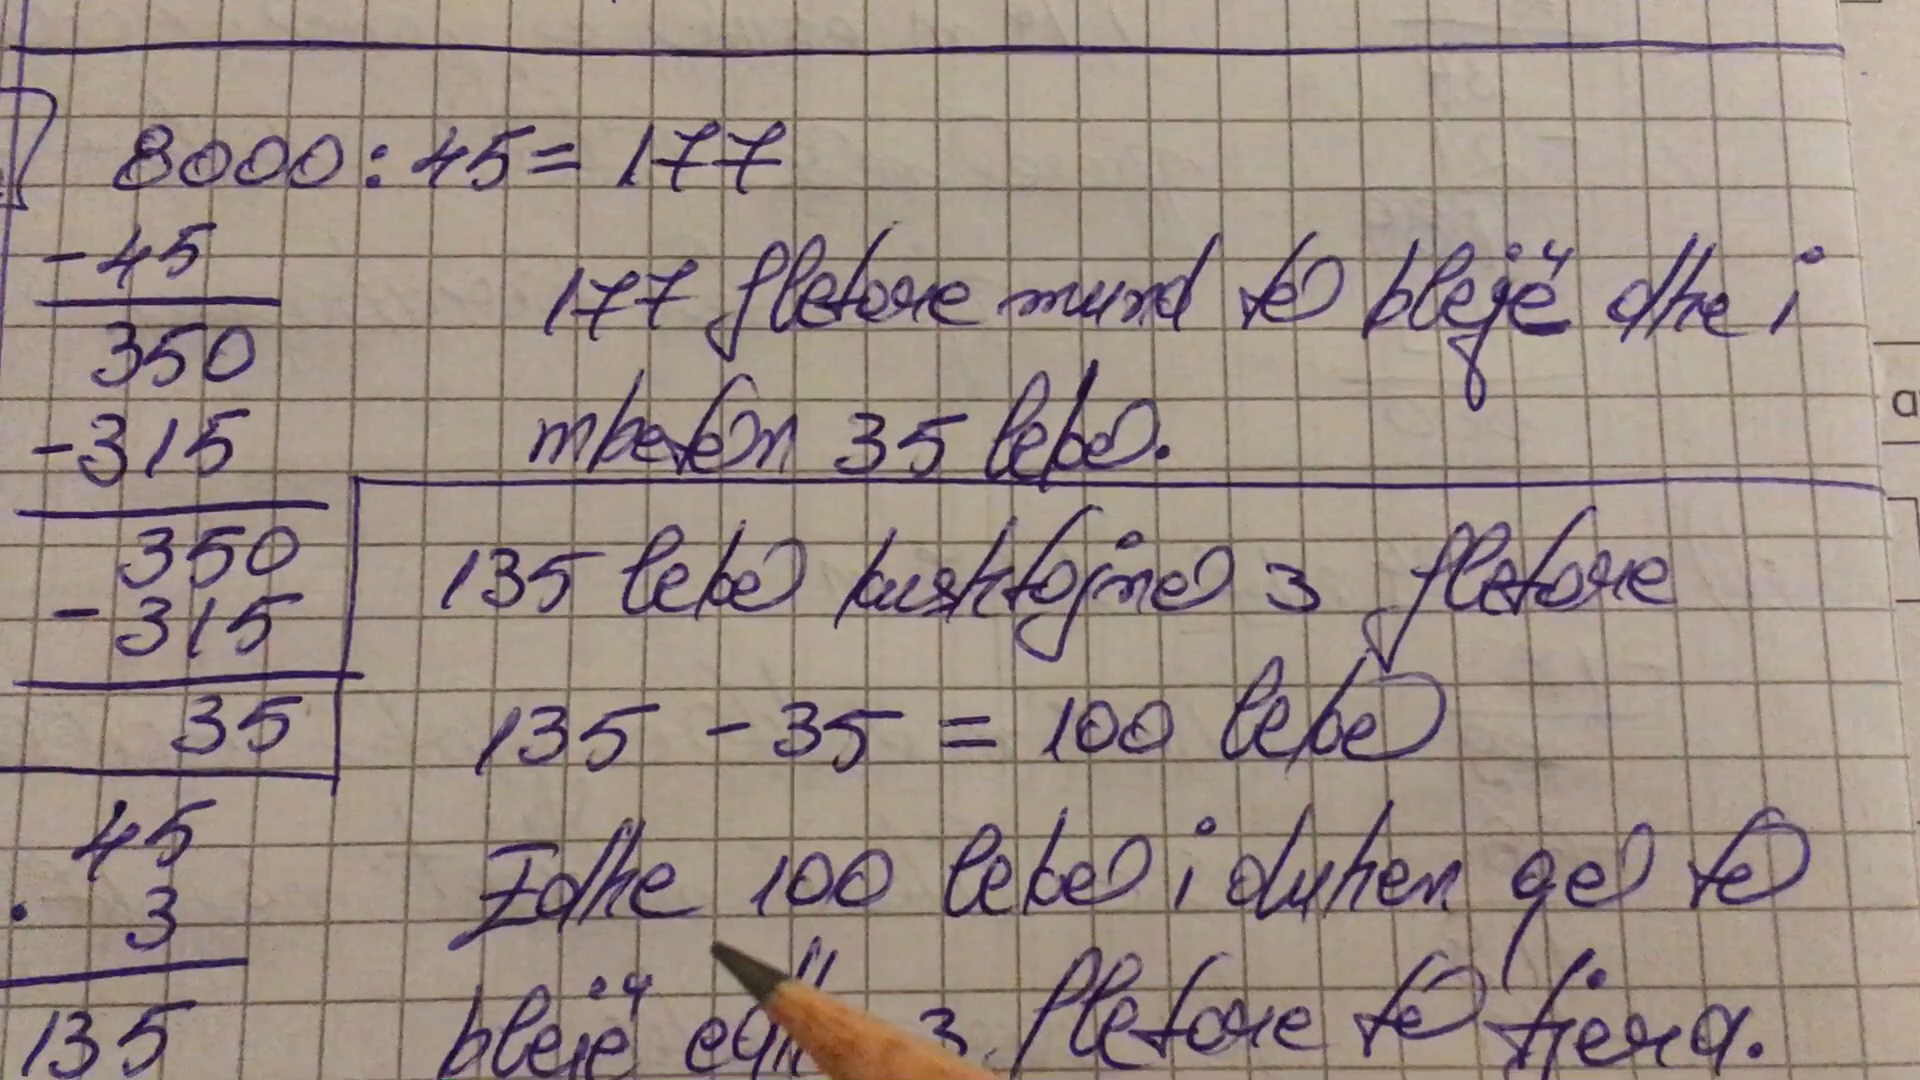 8000 : 45 = 177
- 45
350
- 315
350
- 315
35
177 fletore mund të blejë dhe i
mbetën 35 lekë.
135 lekë kushtojnë 3 fletore
135 - 35 = 100 lekë
Edhe 100 lekë i duhen që të
blejë 3 fletore të tjera.
45
· 3
135
a